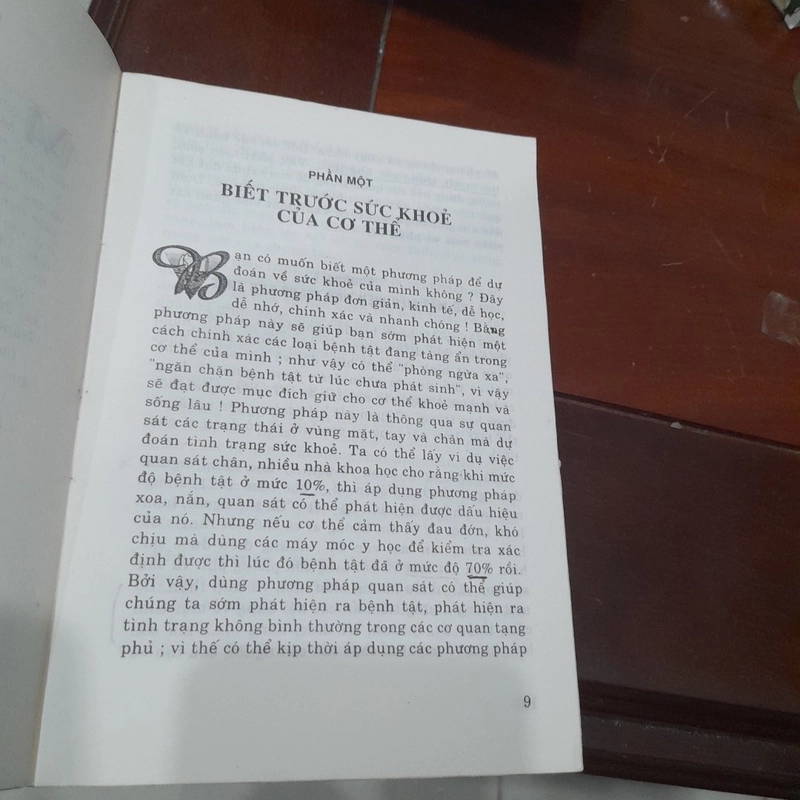 PHẦN MỘT
BIẾT TRƯỚC SỨC KHOẺ
CỦA CƠ THỂ
Bạn có muốn biết một phương pháp để dự
đoán về sức khoẻ của mình không ? Đây
là phương pháp đơn giản, kinh tế, dễ học,
dễ nhớ, chính xác và nhanh chóng ! Bằng
phương pháp này sẽ giúp bạn sớm phát hiện một
cách chính xác các loại bệnh tật đang tàng ẩn trong
cơ thể của mình ; như vậy có thể "phòng ngừa xa",
"ngăn chặn bệnh tật từ lúc chưa phát sinh", vì vậy
sẽ đạt được mục đích giữ cho cơ thể khoẻ mạnh và
sống lâu ! Phương pháp này là thông qua sự quan
sát các trạng thái ở vùng mặt, tay và chân mà dự
đoán tình trạng sức khoẻ. Ta có thể lấy ví dụ việc
quan sát chân, nhiều nhà khoa học cho rằng khi mức
độ bệnh tật ở mức 10%, thì áp dụng phương pháp
xoa, nắn, quan sát có thể phát hiện được dấu hiệu
của nó. Nhưng nếu cơ thể cảm thấy đau đớn, khó
chịu mà dùng các máy móc y học để kiểm tra xác
định được thì lúc đó bệnh tật đã ở mức độ 70% rồi.
Bởi vậy, dùng phương pháp quan sát có thể giúp
chúng ta sớm phát hiện ra bệnh tật, phát hiện ra
tình trạng không bình thường trong các cơ quan tạng
phủ ; vì thế có thể kịp thời áp dụng các phương pháp
9